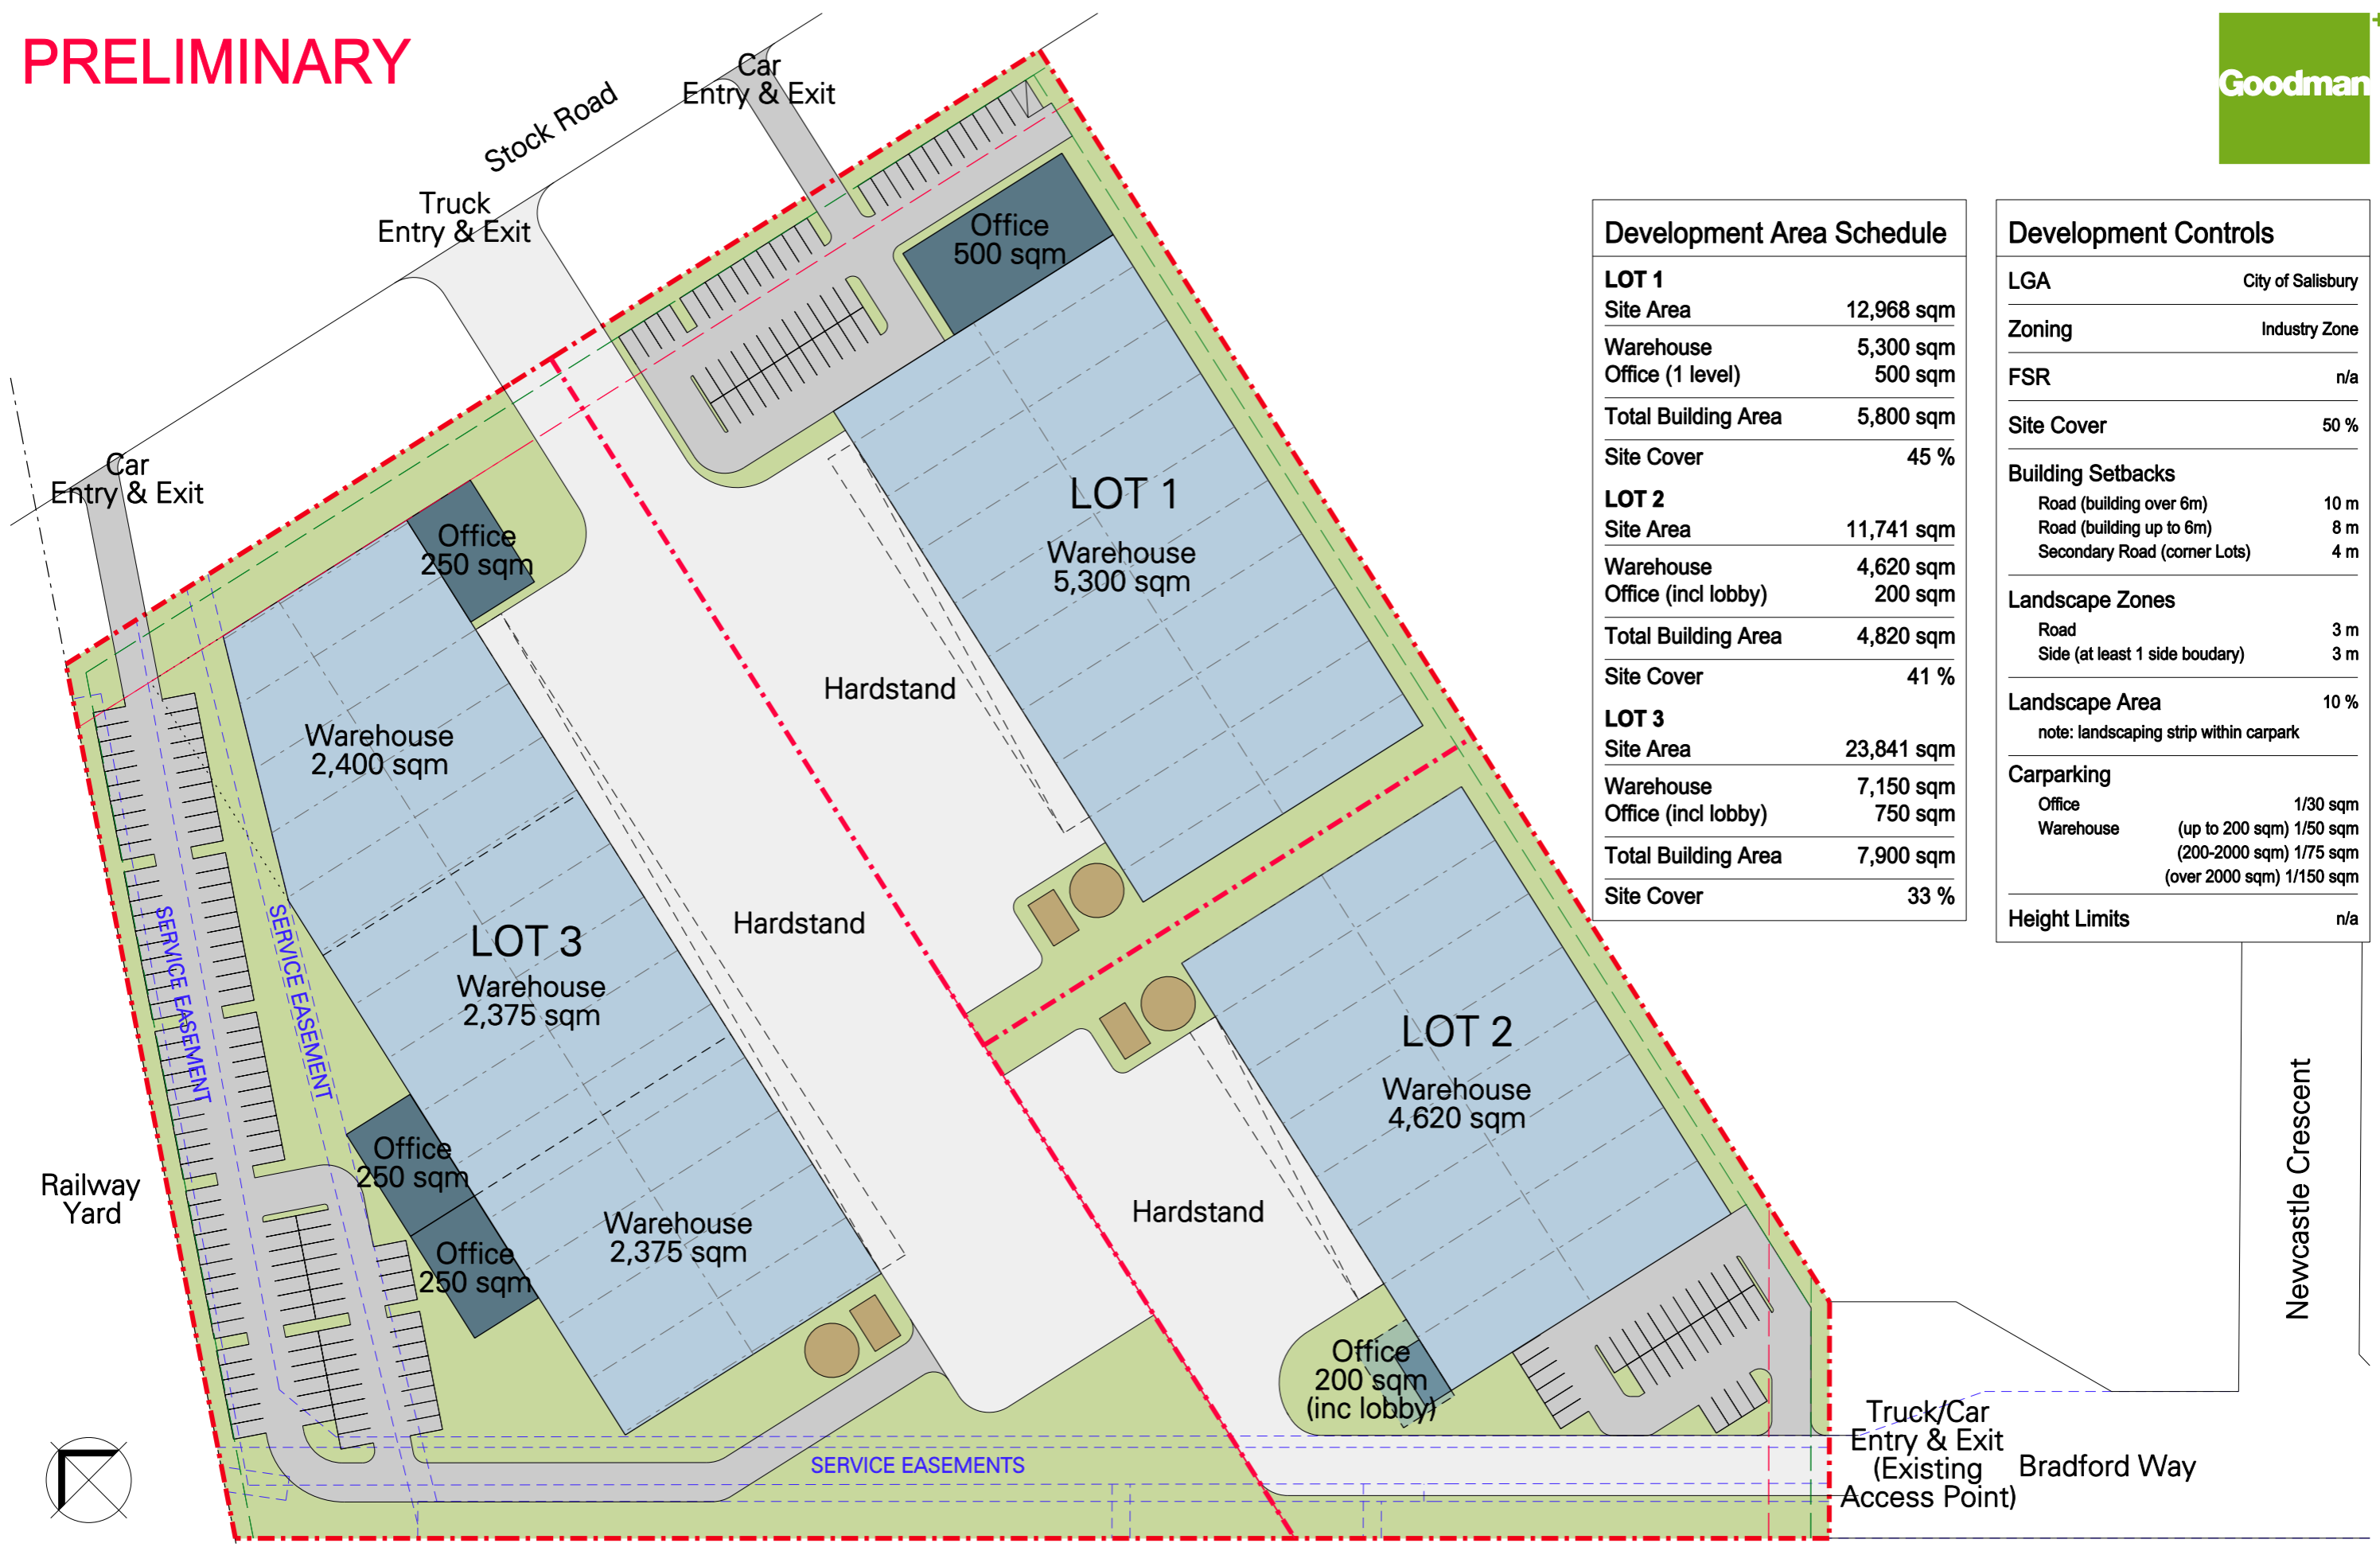 PRELIMINARY
Goodman
+
Car
Entry & Exit
Stock Road
Truck
Entry & Exit
Car
Entry & Exit
Office
500 sqm
Office
250 sqm
LOT 1
Warehouse
5,300 sqm
Hardstand
Warehouse
2,400 sqm
Hardstand
LOT 3
Warehouse
2,375 sqm
SERVICE EASEMENT
SERVICE EASEMENT
LOT 2
Warehouse
4,620 sqm
Office
250 sqm
Railway
Yard
Hardstand
Warehouse
2,375 sqm
Office
250 sqm
Office
200 sqm
(inc lobby)
SERVICE EASEMENTS
Truck/Car
Entry & Exit
(Existing
Access Point)
Bradford Way
Newcastle Crescent
Development Area Schedule
LOT 1
Site Area 12,968 sqm
Warehouse 5,300 sqm
Office (1 level) 500 sqm
Total Building Area 5,800 sqm
Site Cover 45 %
LOT 2
Site Area 11,741 sqm
Warehouse 4,620 sqm
Office (incl lobby) 200 sqm
Total Building Area 4,820 sqm
Site Cover 41 %
LOT 3
Site Area 23,841 sqm
Warehouse 7,150 sqm
Office (incl lobby) 750 sqm
Total Building Area 7,900 sqm
Site Cover 33 %
Development Controls
LGA City of Salisbury
Zoning Industry Zone
FSR n/a
Site Cover 50 %
Building Setbacks
Road (building over 6m) 10 m
Road (building up to 6m) 8 m
Secondary Road (corner Lots) 4 m
Landscape Zones
Road 3 m
Side (at least 1 side boudary) 3 m
Landscape Area 10 %
note: landscaping strip within carpark
Carparking
Office 1/30 sqm
Warehouse (up to 200 sqm) 1/50 sqm
(200-2000 sqm) 1/75 sqm
(over 2000 sqm) 1/150 sqm
Height Limits n/a